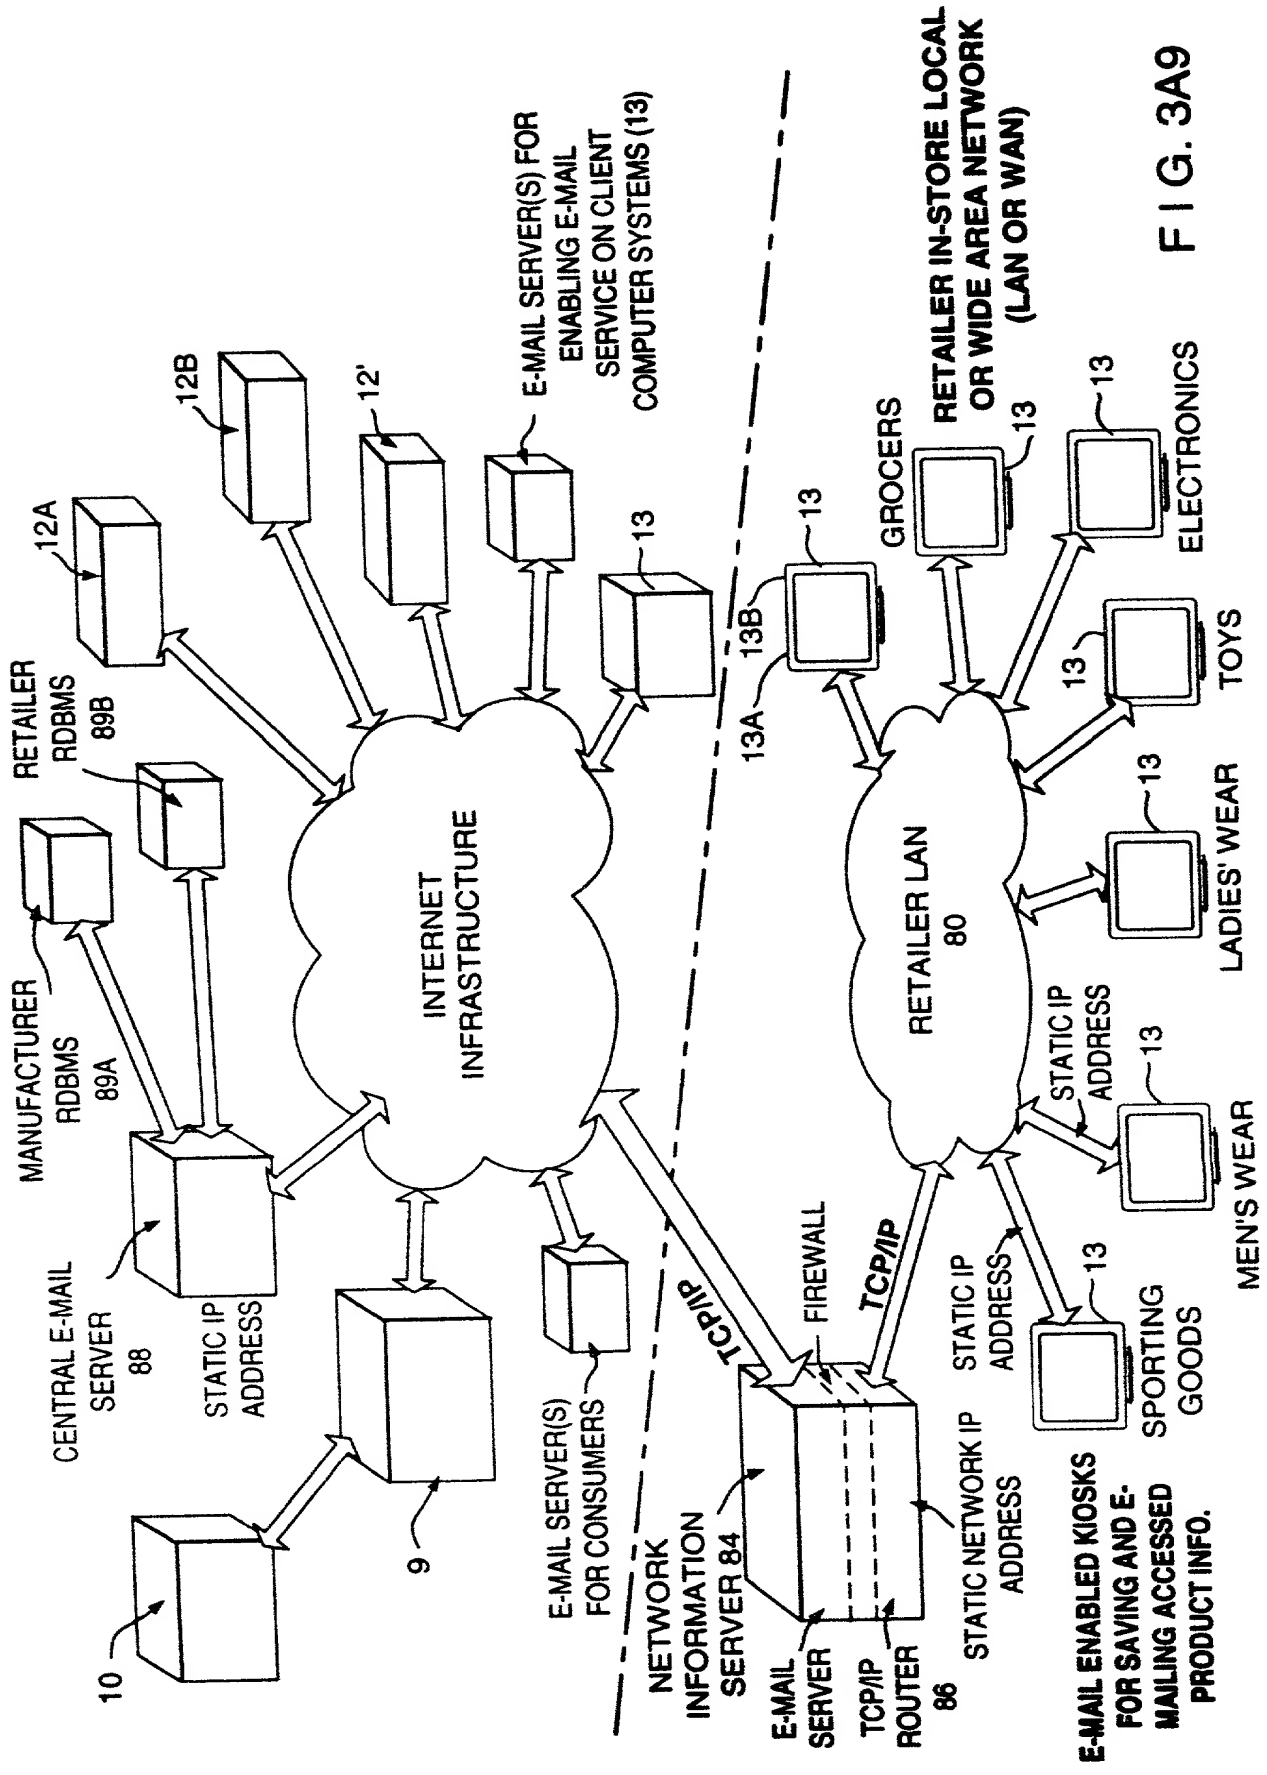 10
9
CENTRAL E-MAIL
SERVER
88
STATIC IP
ADDRESS
MANUFACTURER
RDBMS
89A
RETAILER
RDBMS
89B
12A
12B
12'
E-MAIL SERVER(S) FOR
ENABLING E-MAIL
SERVICE ON CLIENT
COMPUTER SYSTEMS (13)
13
INTERNET
INFRASTRUCTURE
E-MAIL SERVER(S)
FOR CONSUMERS
TCP/IP
NETWORK
INFORMATION
SERVER 84
E-MAIL
SERVER
TCP/IP
ROUTER
86
FIREWALL
TCP/IP
STATIC NETWORK IP
ADDRESS
RETAILER LAN
80
13A
13B
13
GROCERS
13
RETAILER IN-STORE LOCAL
OR WIDE AREA NETWORK
(LAN OR WAN)
13
ELECTRONICS
13
TOYS
13
LADIES' WEAR
STATIC IP
ADDRESS
13
MEN'S WEAR
STATIC IP
ADDRESS
13
SPORTING
GOODS
E-MAIL ENABLED KIOSKS
FOR SAVING AND E-
MAILING ACCESSED
PRODUCT INFO.
FIG. 3A9